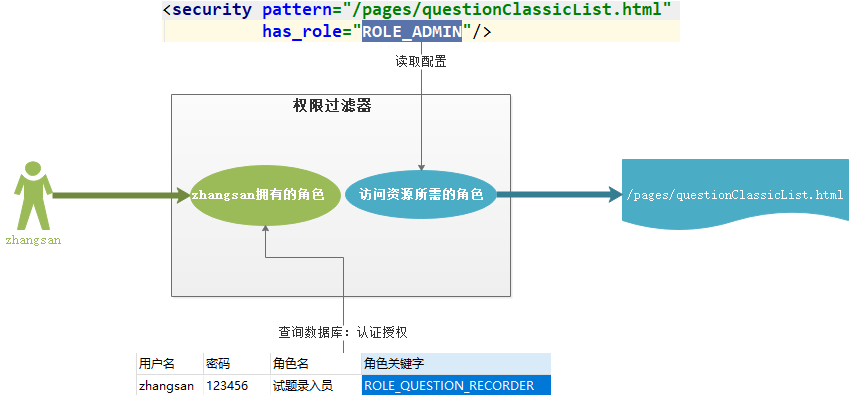 <security pattern="/pages/questionClassicList.html"
has_role="ROLE_ADMIN"/>
读取配置
权限过滤器
zhangsan拥有的角色
访问资源所需的角色
/pages/questionClassicList.html
zhangsan
查询数据库：认证授权
用户名 密码 角色名 角色关键字
zhangsan 123456 试题录入员 ROLE_QUESTION_RECORDER